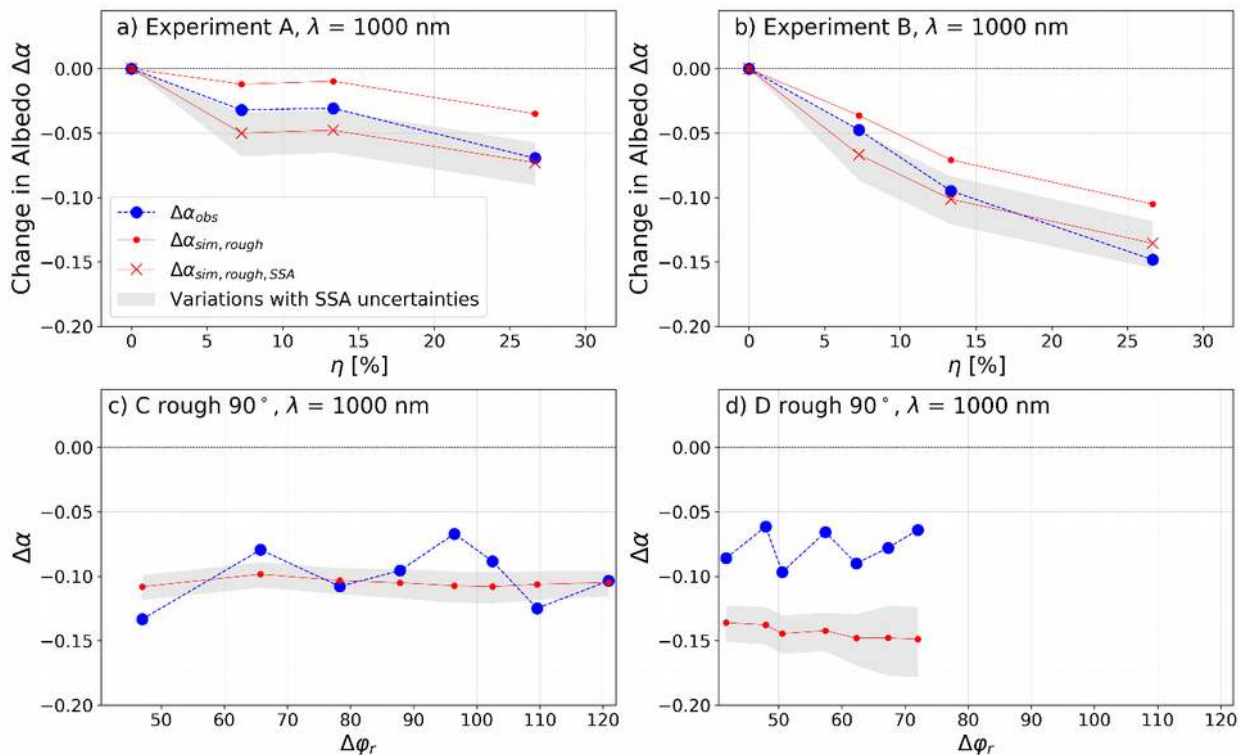 a) Experiment A, λ = 1000 nm
Change in Albedo Δα
0.00
−0.05
−0.10
−0.15
−0.20
Δα_obs
Δα_sim, rough
Δα_sim, rough, SSA
Variations with SSA uncertainties
0 5 10 15 20 25 30
η [%]
b) Experiment B, λ = 1000 nm
Change in Albedo Δα
0.00
−0.05
−0.10
−0.15
−0.20
0 5 10 15 20 25 30
η [%]
c) C rough 90°, λ = 1000 nm
Δα
0.00
−0.05
−0.10
−0.15
−0.20
50 60 70 80 90 100 110 120
Δφ_r
d) D rough 90°, λ = 1000 nm
Δα
0.00
−0.05
−0.10
−0.15
−0.20
50 60 70 80 90 100 110 120
Δφ_r